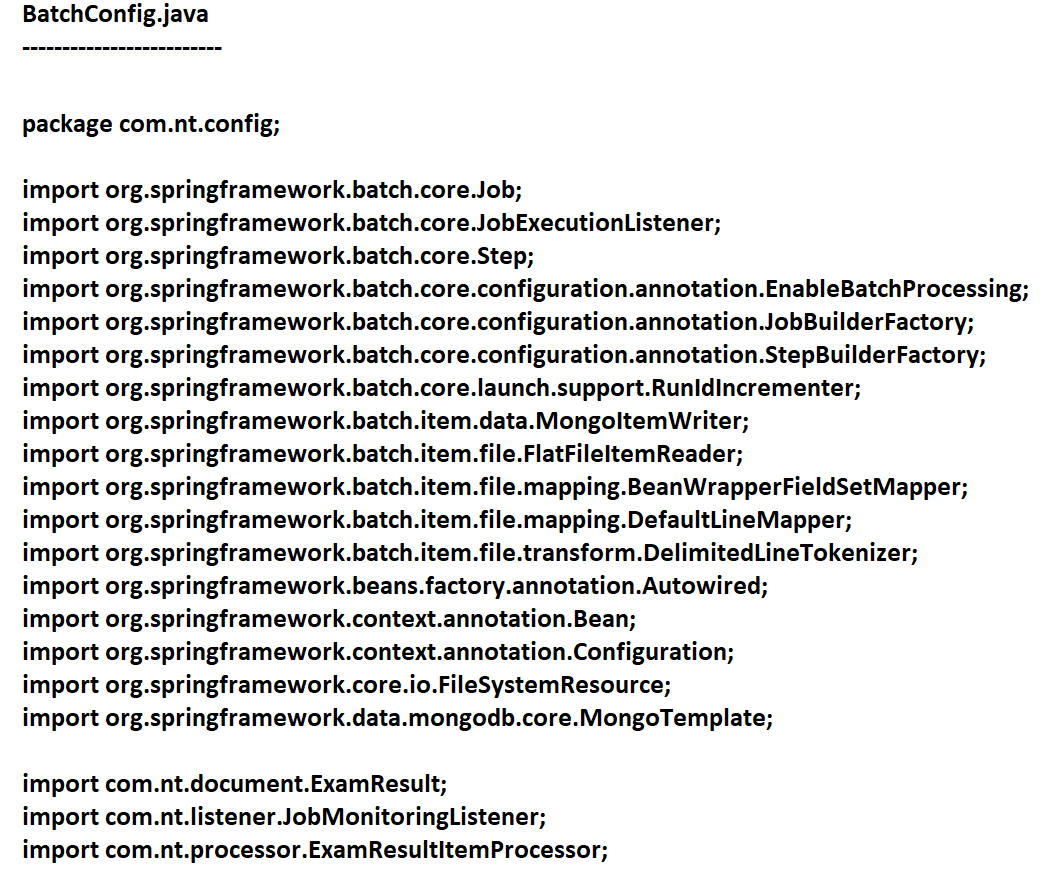 BatchConfig.java
-------------------------
package com.nt.config;
import org.springframework.batch.core.Job;
import org.springframework.batch.core.JobExecutionListener;
import org.springframework.batch.core.Step;
import org.springframework.batch.core.configuration.annotation.EnableBatchProcessing;
import org.springframework.batch.core.configuration.annotation.JobBuilderFactory;
import org.springframework.batch.core.configuration.annotation.StepBuilderFactory;
import org.springframework.batch.core.launch.support.RunIdIncrementer;
import org.springframework.batch.item.data.MongoItemWriter;
import org.springframework.batch.item.file.FlatFileItemReader;
import org.springframework.batch.item.file.mapping.BeanWrapperFieldSetMapper;
import org.springframework.batch.item.file.mapping.DefaultLineMapper;
import org.springframework.batch.item.file.transform.DelimitedLineTokenizer;
import org.springframework.beans.factory.annotation.Autowired;
import org.springframework.context.annotation.Bean;
import org.springframework.context.annotation.Configuration;
import org.springframework.core.io.FileSystemResource;
import org.springframework.data.mongodb.core.MongoTemplate;
import com.nt.document.ExamResult;
import com.nt.listener.JobMonitoringListener;
import com.nt.processor.ExamResultItemProcessor;